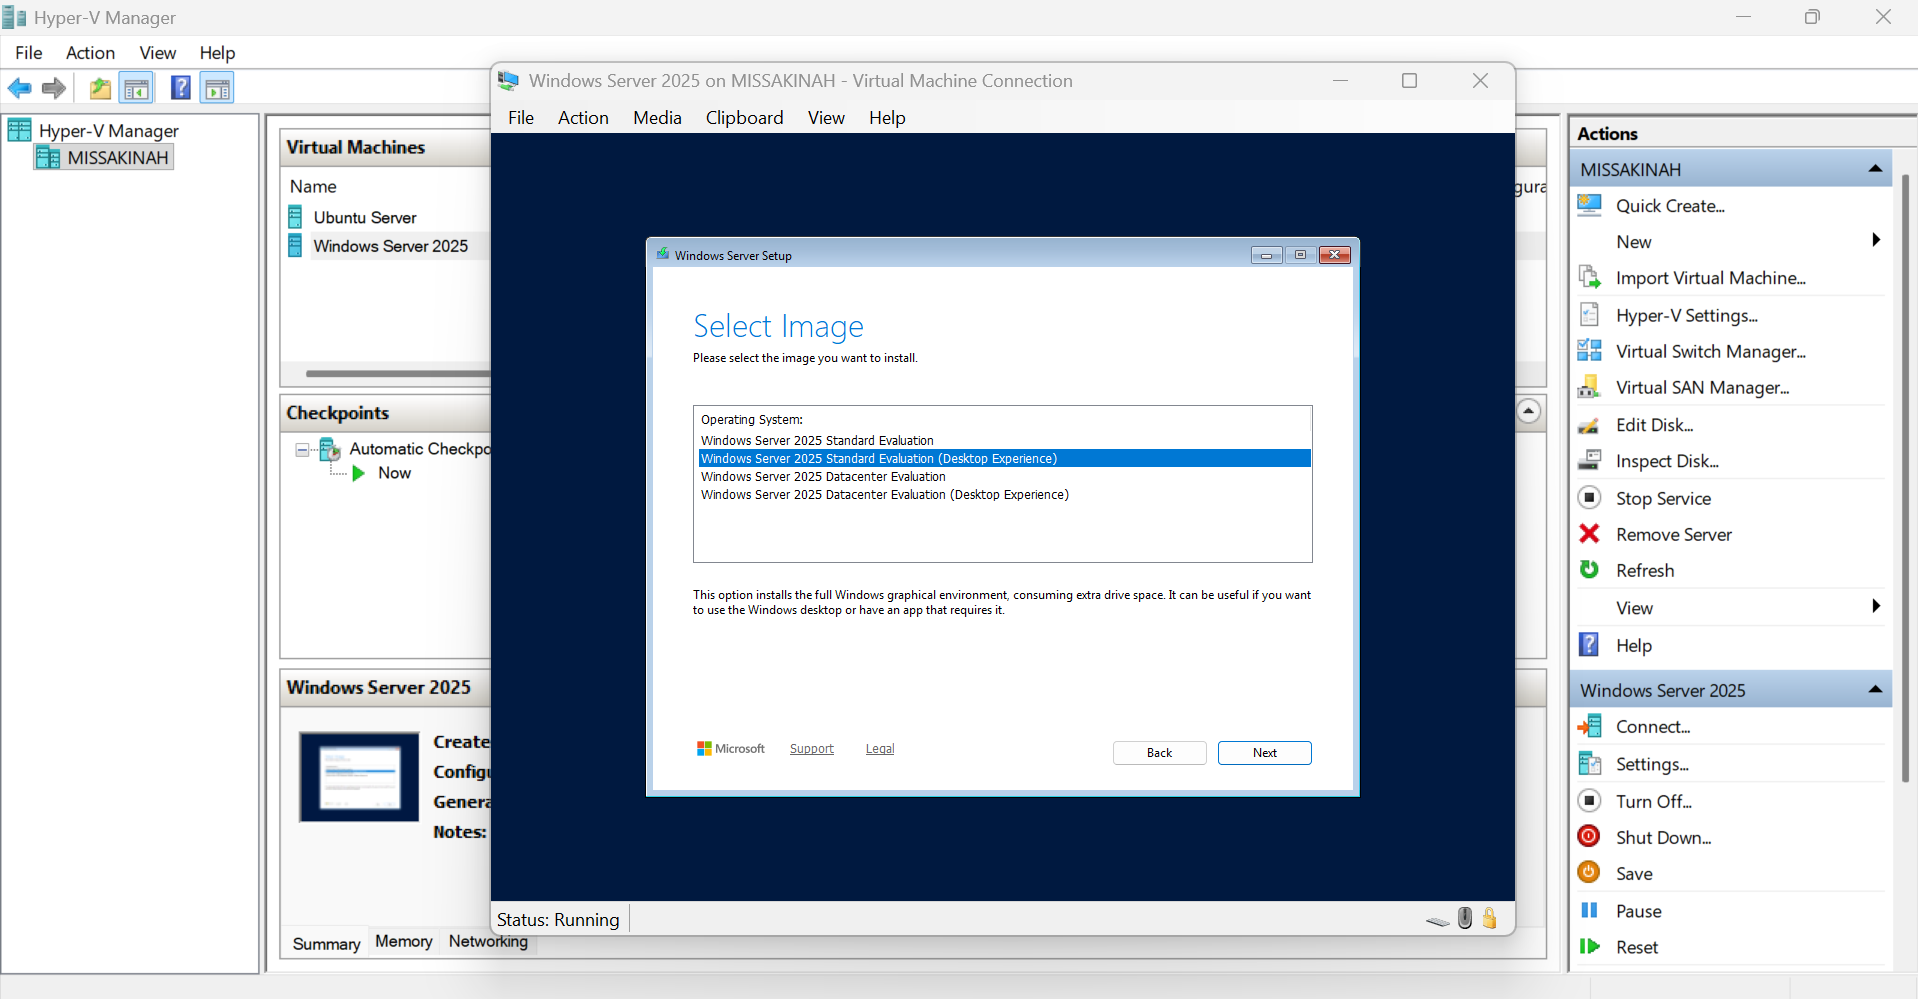 Hyper-V Manager
File Action View Help
Hyper-V Manager
MISSAKINAH
Virtual Machines
Name
Ubuntu Server
Windows Server 2025
Checkpoints
Automatic Checkpo
Now
Windows Server 2025
Create
Configu
Genera
Notes:
Summary Memory Networking
Windows Server 2025 on MISSAKINAH - Virtual Machine Connection
File Action Media Clipboard View Help
Windows Server Setup
Select Image
Please select the image you want to install.
Operating System:
Windows Server 2025 Standard Evaluation
Windows Server 2025 Standard Evaluation (Desktop Experience)
Windows Server 2025 Datacenter Evaluation
Windows Server 2025 Datacenter Evaluation (Desktop Experience)
This option installs the full Windows graphical environment, consuming extra drive space. It can be useful if you want
to use the Windows desktop or have an app that requires it.
Microsoft Support Legal
Back Next
Status: Running
gura
Actions
MISSAKINAH
Quick Create...
New
Import Virtual Machine...
Hyper-V Settings...
Virtual Switch Manager...
Virtual SAN Manager...
Edit Disk...
Inspect Disk...
Stop Service
Remove Server
Refresh
View
Help
Windows Server 2025
Connect...
Settings...
Turn Off...
Shut Down...
Save
Pause
Reset